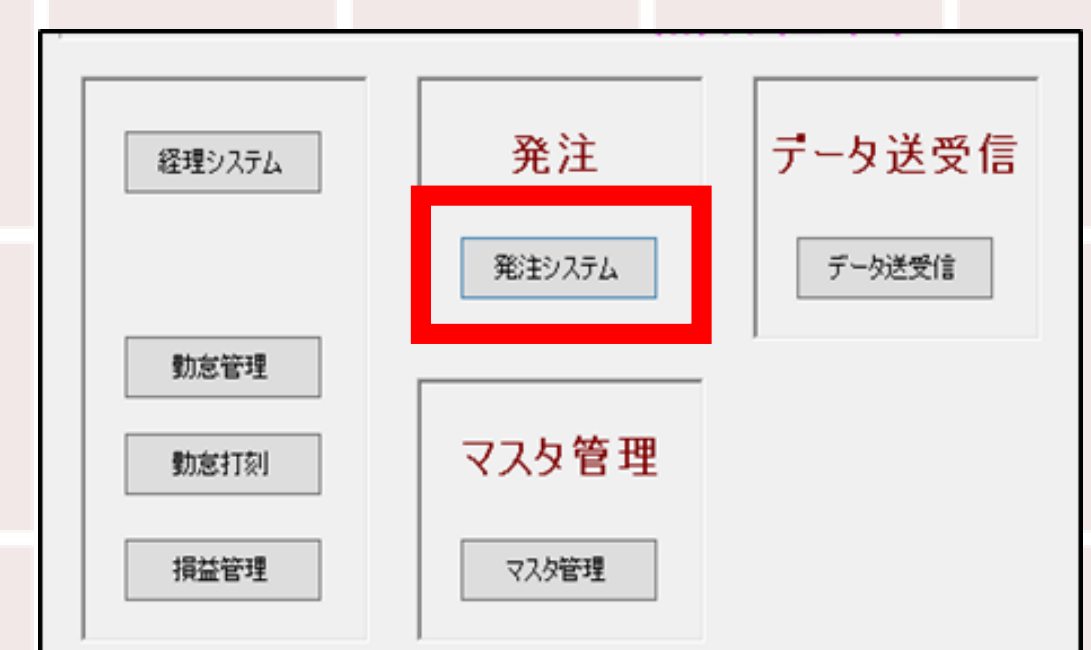 経理システム
勤怠管理
勤怠打刻
損益管理
発注
発注システム
マスタ管理
マスタ管理
データ送受信
データ送受信